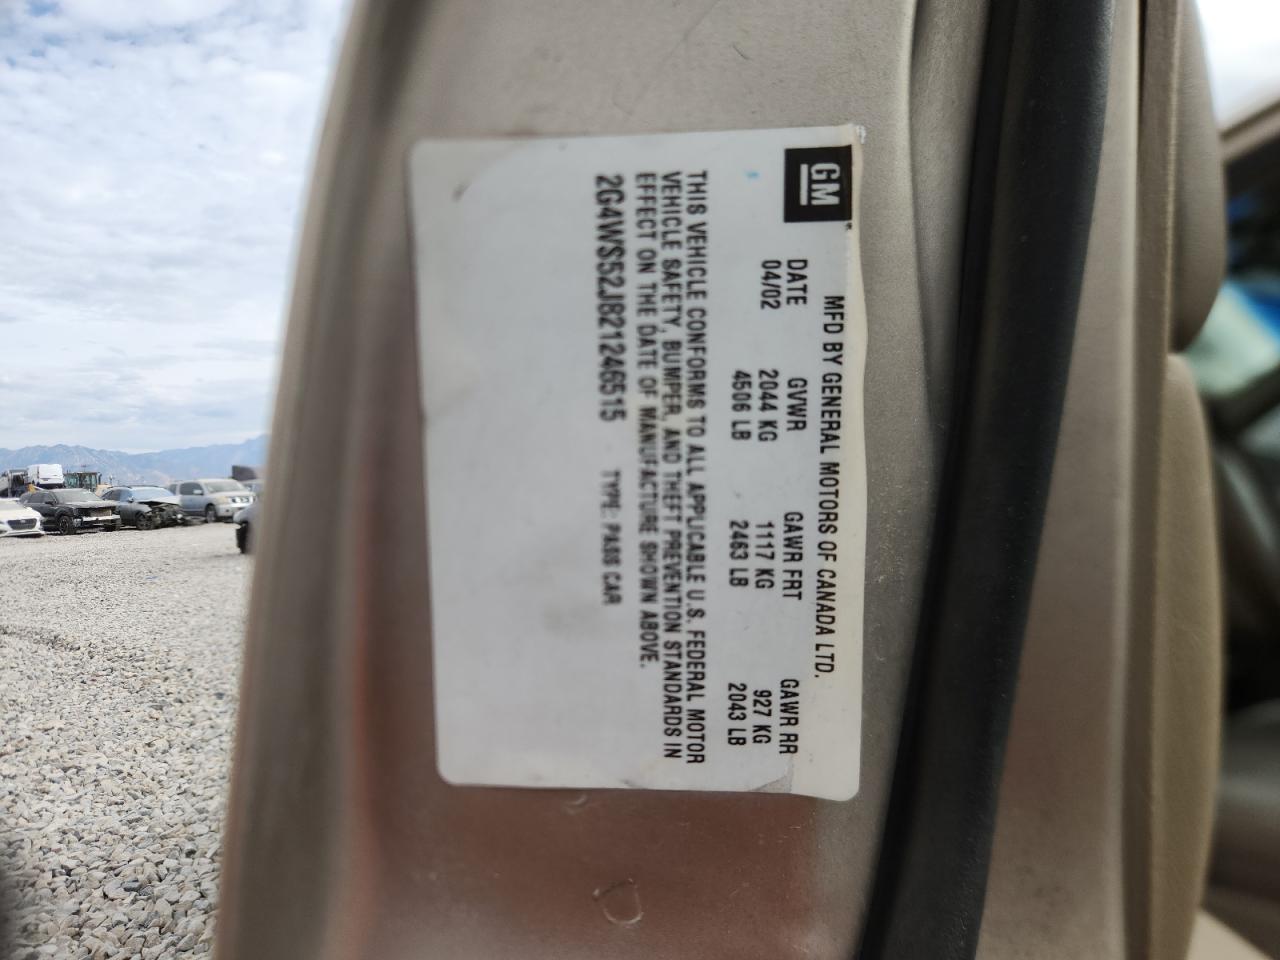 GM
MFD BY GENERAL MOTORS OF CANADA LTD.
DATE GVWR GAWR FRT GAWR RR
04/02 2044 KG 1117 KG 927 KG
4506 LB 2463 LB 2043 LB
THIS VEHICLE CONFORMS TO ALL APPLICABLE U.S. FEDERAL MOTOR
VEHICLE SAFETY, BUMPER, AND THEFT PREVENTION STANDARDS IN
EFFECT ON THE DATE OF MANUFACTURE SHOWN ABOVE.
2G4WS52J821246515 TYPE: PASS CAR